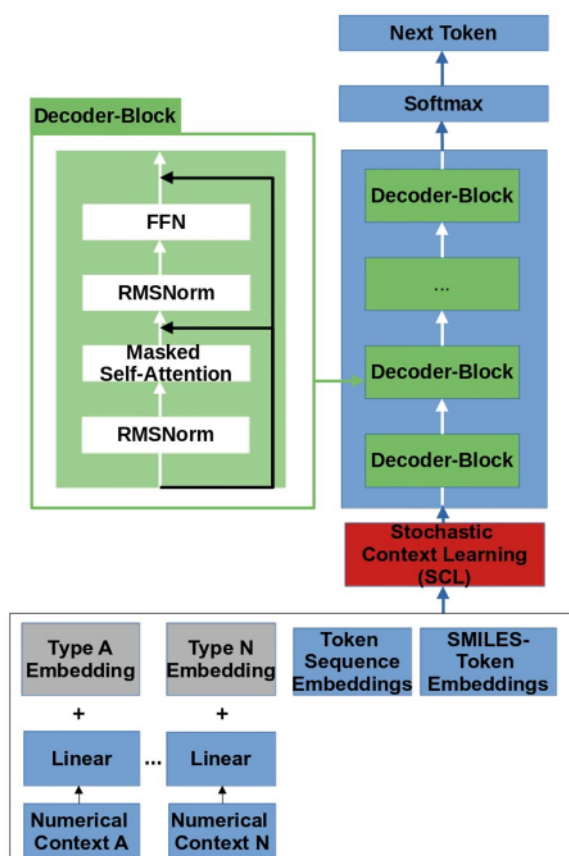 Next Token
Softmax
Decoder-Block
Decoder-Block
FFN
...
RMSNorm
Masked
Self-Attention
Decoder-Block
RMSNorm
Decoder-Block
Stochastic
Context Learning
(SCL)
Type A
Embedding
Type N
Embedding
Token
Sequence
Embeddings
SMILES-
Token
Embeddings
+
+
Linear
...
Linear
Numerical
Context A
Numerical
Context N